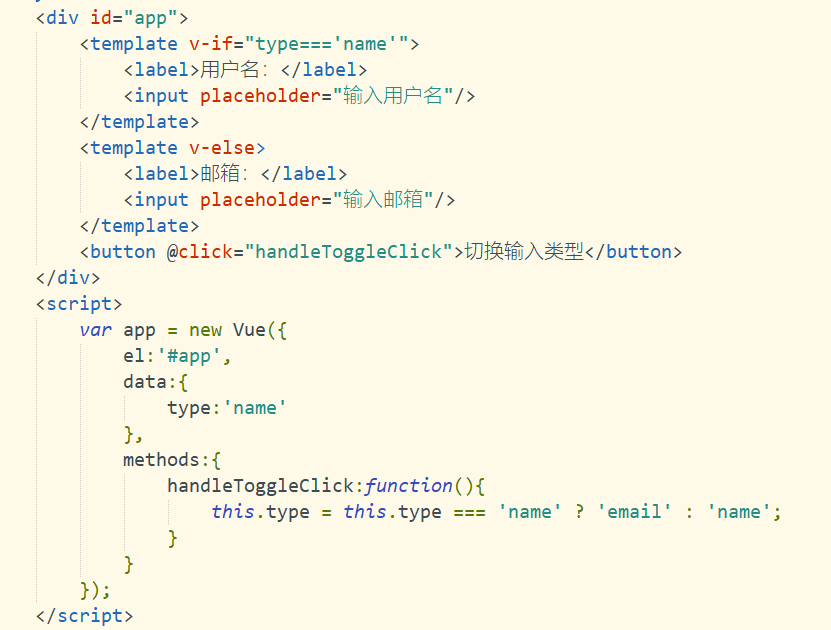 <div id="app">
    <template v-if="type==='name'">
        <label>用户名：</label>
        <input placeholder="输入用户名"/>
    </template>
    <template v-else>
        <label>邮箱：</label>
        <input placeholder="输入邮箱"/>
    </template>
    <button @click="handleToggleClick">切换输入类型</button>
</div>
<script>
    var app = new Vue({
        el:'#app',
        data:{
            type:'name'
        },
        methods:{
            handleToggleClick:function(){
                this.type = this.type === 'name' ? 'email' : 'name';
            }
        }
    });
</script>